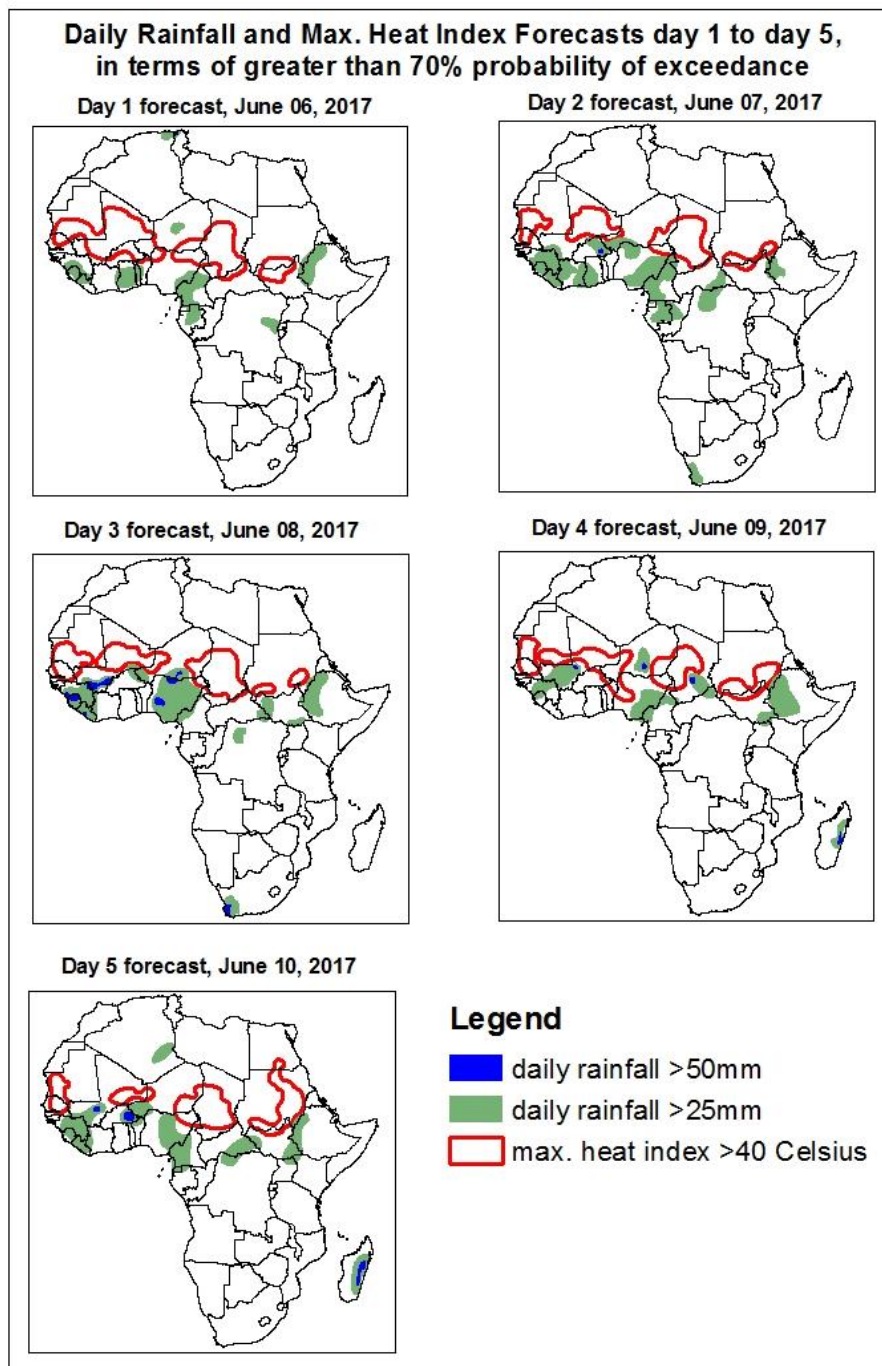 Daily Rainfall and Max. Heat Index Forecasts day 1 to day 5,
in terms of greater than 70% probability of exceedance
Day 1 forecast, June 06, 2017
Day 2 forecast, June 07, 2017
Day 3 forecast, June 08, 2017
Day 4 forecast, June 09, 2017
Day 5 forecast, June 10, 2017
Legend
daily rainfall >50mm
daily rainfall >25mm
max. heat index >40 Celsius